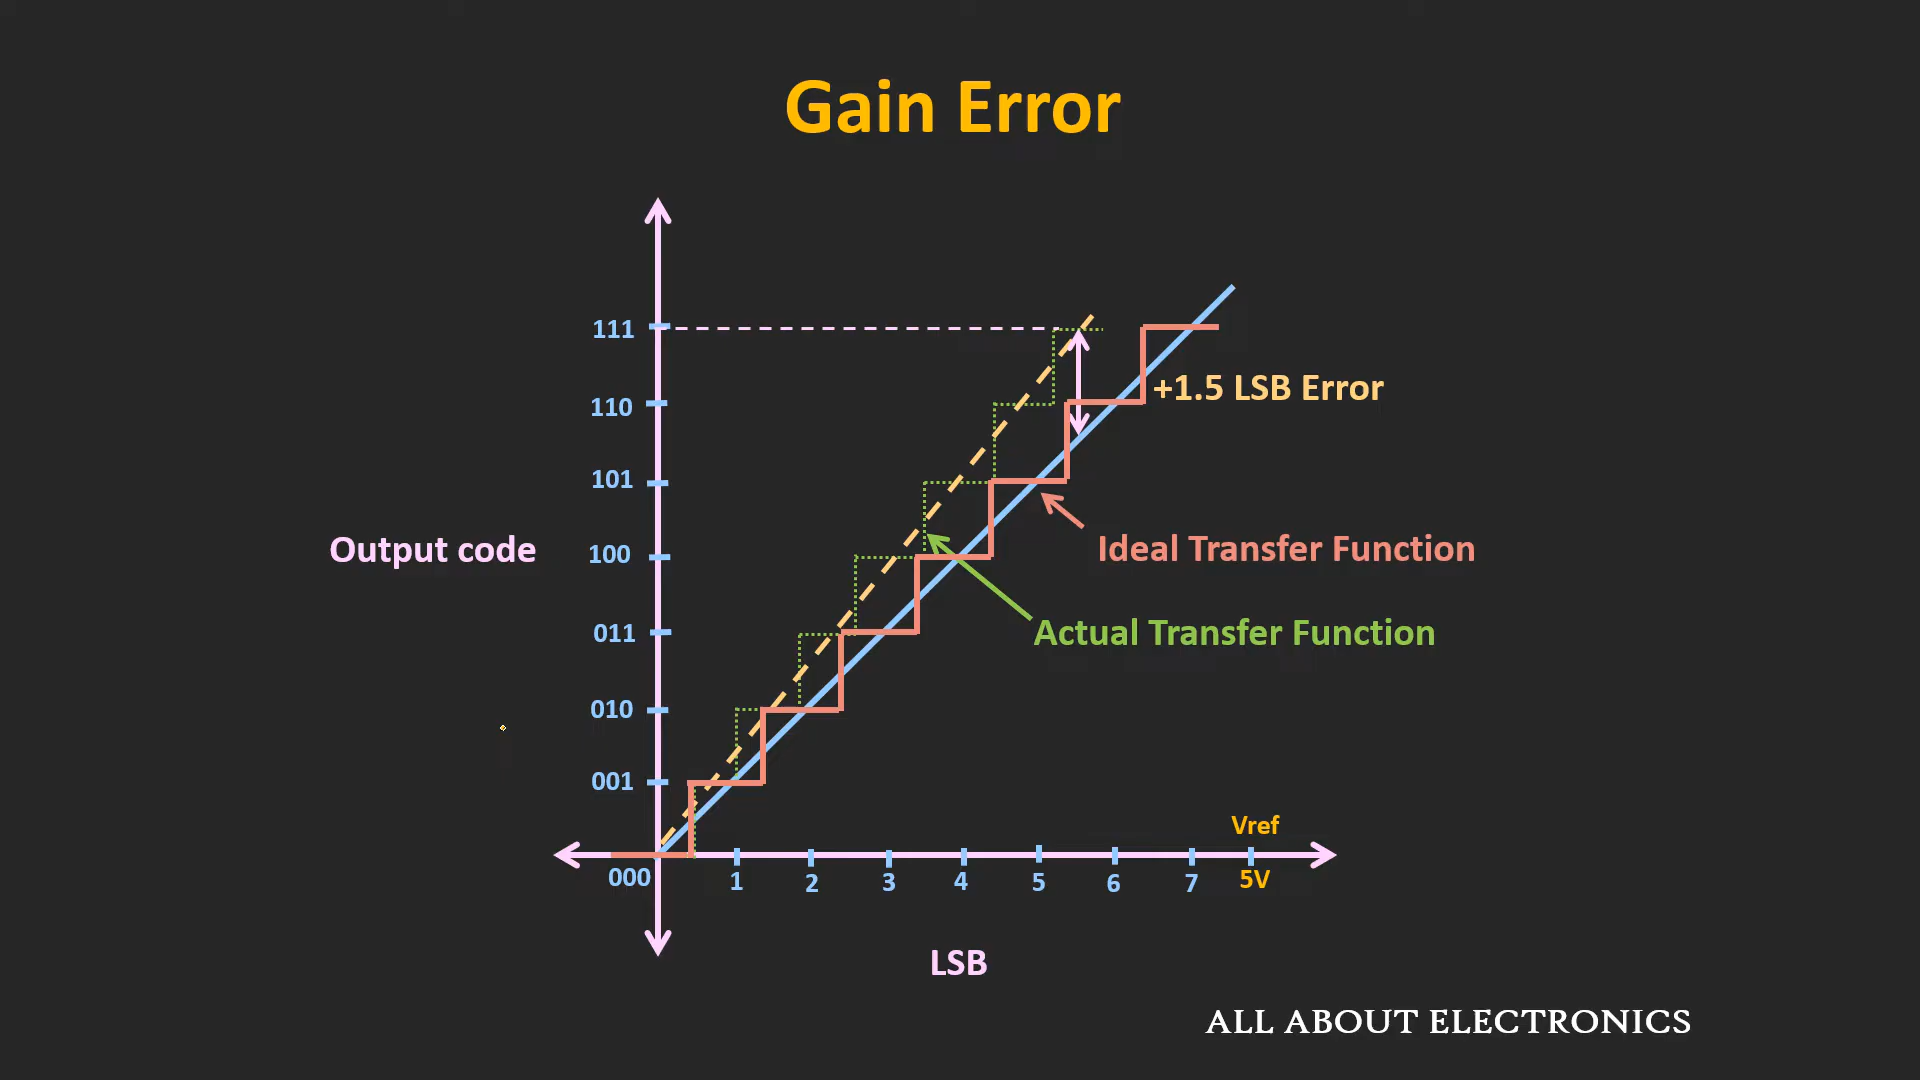 Gain Error
111
+1.5 LSB Error
110
101
Output code
100
Ideal Transfer Function
011
Actual Transfer Function
010
001
Vref
000
1
2
3
4
5
6
7
5V
LSB
ALL ABOUT ELECTRONICS